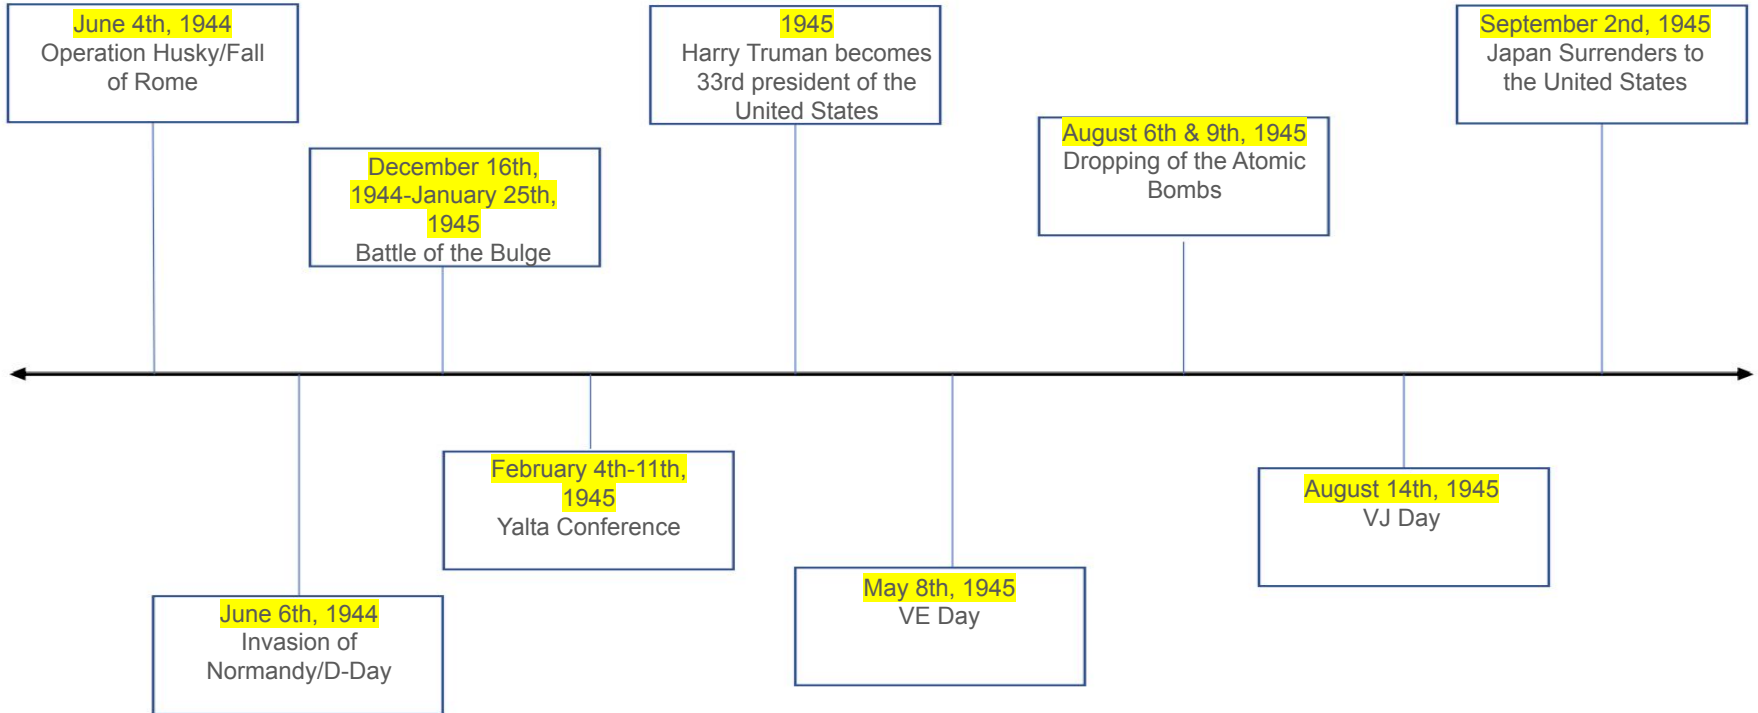 June 4th, 1944
Operation Husky/Fall
of Rome
1945
Harry Truman becomes
33rd president of the
United States
September 2nd, 1945
Japan Surrenders to
the United States
December 16th,
1944-January 25th,
1945
Battle of the Bulge
August 6th & 9th, 1945
Dropping of the Atomic
Bombs
February 4th-11th,
1945
Yalta Conference
August 14th, 1945
VJ Day
May 8th, 1945
VE Day
June 6th, 1944
Invasion of
Normandy/D-Day